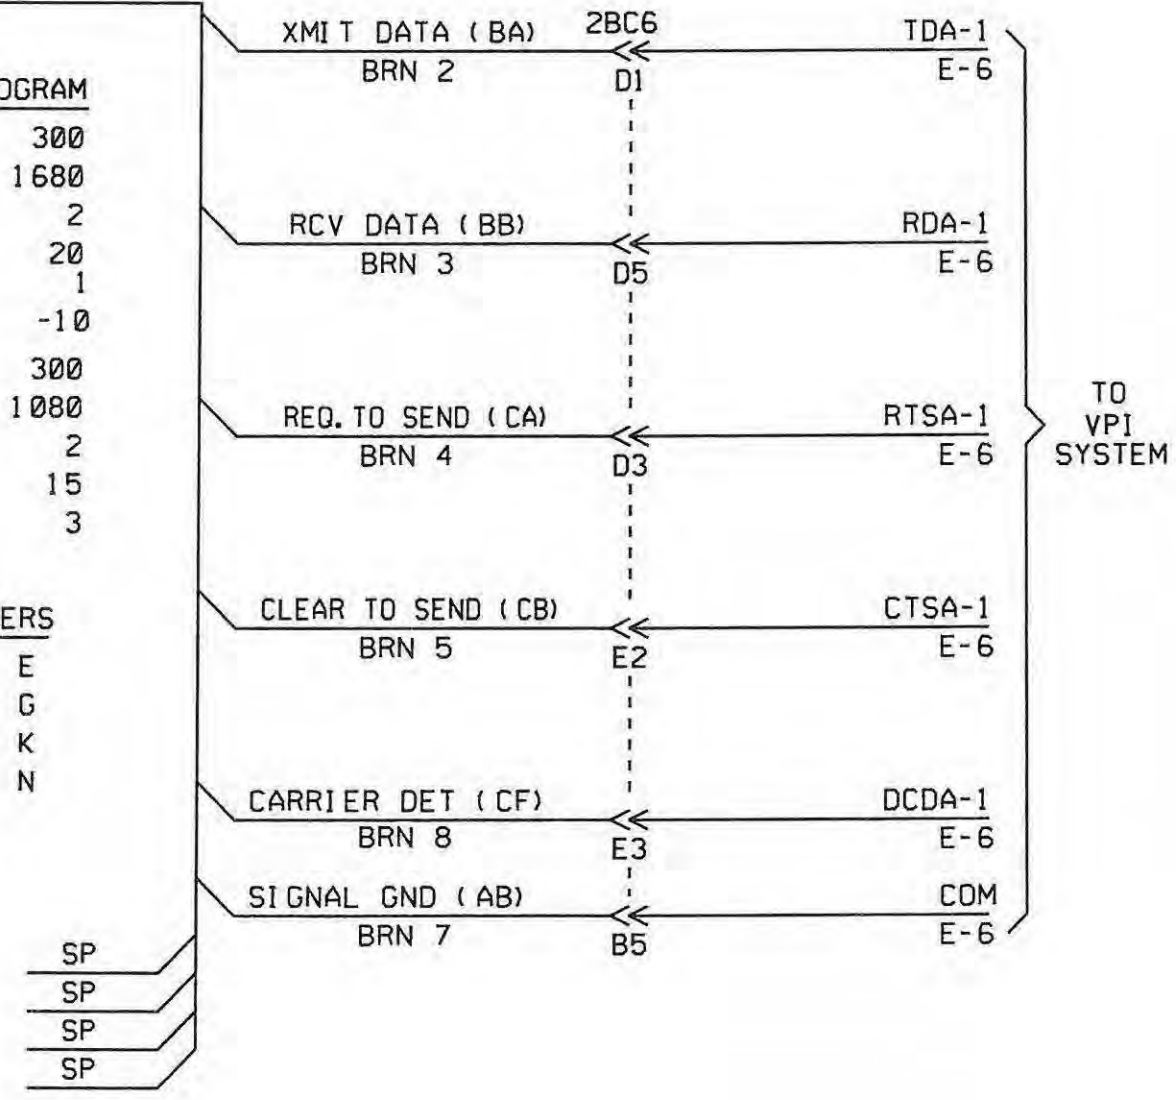 XMIT DATA (BA) 2BC6 TDA-1
BRN 2 D1 E-6
OGRAM
300
1680
2
20
1
-10
300
1080
2
15
3
RCV DATA (BB) RDA-1
BRN 3 D5 E-6
REQ. TO SEND (CA) RTSA-1
BRN 4 D3 E-6
TO
VPI
SYSTEM
CLEAR TO SEND (CB) CTSA-1
BRN 5 E2 E-6
ERS
E
G
K
N
CARRIER DET (CF) DCDA-1
BRN 8 E3 E-6
SIGNAL GND (AB) COM
BRN 7 B5 E-6
SP
SP
SP
SP